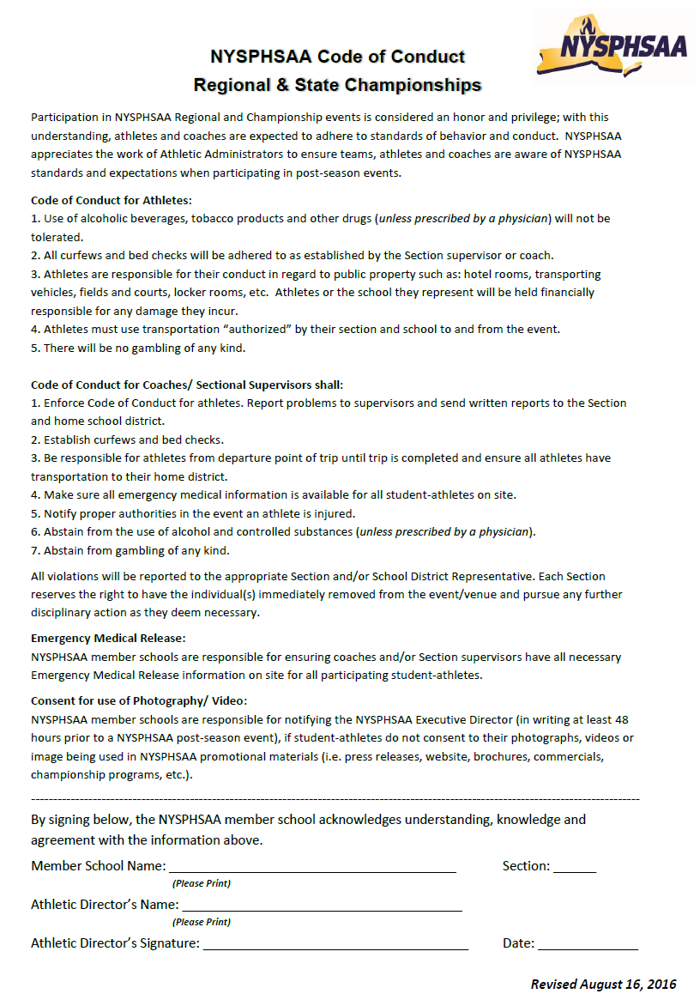 NYSPHSAA
NYSPHSAA Code of Conduct
Regional & State Championships
Participation in NYSPHSAA Regional and Championship events is considered an honor and privilege; with this
understanding, athletes and coaches are expected to adhere to standards of behavior and conduct.  NYSPHSAA
appreciates the work of Athletic Administrators to ensure teams, athletes and coaches are aware of NYSPHSAA
standards and expectations when participating in post-season events.
Code of Conduct for Athletes:
1. Use of alcoholic beverages, tobacco products and other drugs (unless prescribed by a physician) will not be
tolerated.
2. All curfews and bed checks will be adhered to as established by the Section supervisor or coach.
3. Athletes are responsible for their conduct in regard to public property such as: hotel rooms, transporting
vehicles, fields and courts, locker rooms, etc.  Athletes or the school they represent will be held financially
responsible for any damage they incur.
4. Athletes must use transportation “authorized” by their section and school to and from the event.
5. There will be no gambling of any kind.
Code of Conduct for Coaches/ Sectional Supervisors shall:
1. Enforce Code of Conduct for athletes. Report problems to supervisors and send written reports to the Section
and home school district.
2. Establish curfews and bed checks.
3. Be responsible for athletes from departure point of trip until trip is completed and ensure all athletes have
transportation to their home district.
4. Make sure all emergency medical information is available for all student-athletes on site.
5. Notify proper authorities in the event an athlete is injured.
6. Abstain from the use of alcohol and controlled substances (unless prescribed by a physician).
7. Abstain from gambling of any kind.
All violations will be reported to the appropriate Section and/or School District Representative. Each Section
reserves the right to have the individual(s) immediately removed from the event/venue and pursue any further
disciplinary action as they deem necessary.
Emergency Medical Release:
NYSPHSAA member schools are responsible for ensuring coaches and/or Section supervisors have all necessary
Emergency Medical Release information on site for all participating student-athletes.
Consent for use of Photography/ Video:
NYSPHSAA member schools are responsible for notifying the NYSPHSAA Executive Director (in writing at least 48
hours prior to a NYSPHSAA post-season event), if student-athletes do not consent to their photographs, videos or
image being used in NYSPHSAA promotional materials (i.e. press releases, website, brochures, commercials,
championship programs, etc.).
By signing below, the NYSPHSAA member school acknowledges understanding, knowledge and
agreement with the information above.
Member School Name: ____________________ Section: ______
(Please Print)
Athletic Director’s Name: ____________________
(Please Print)
Athletic Director’s Signature: ____________________ Date: ____________
Revised August 16, 2016